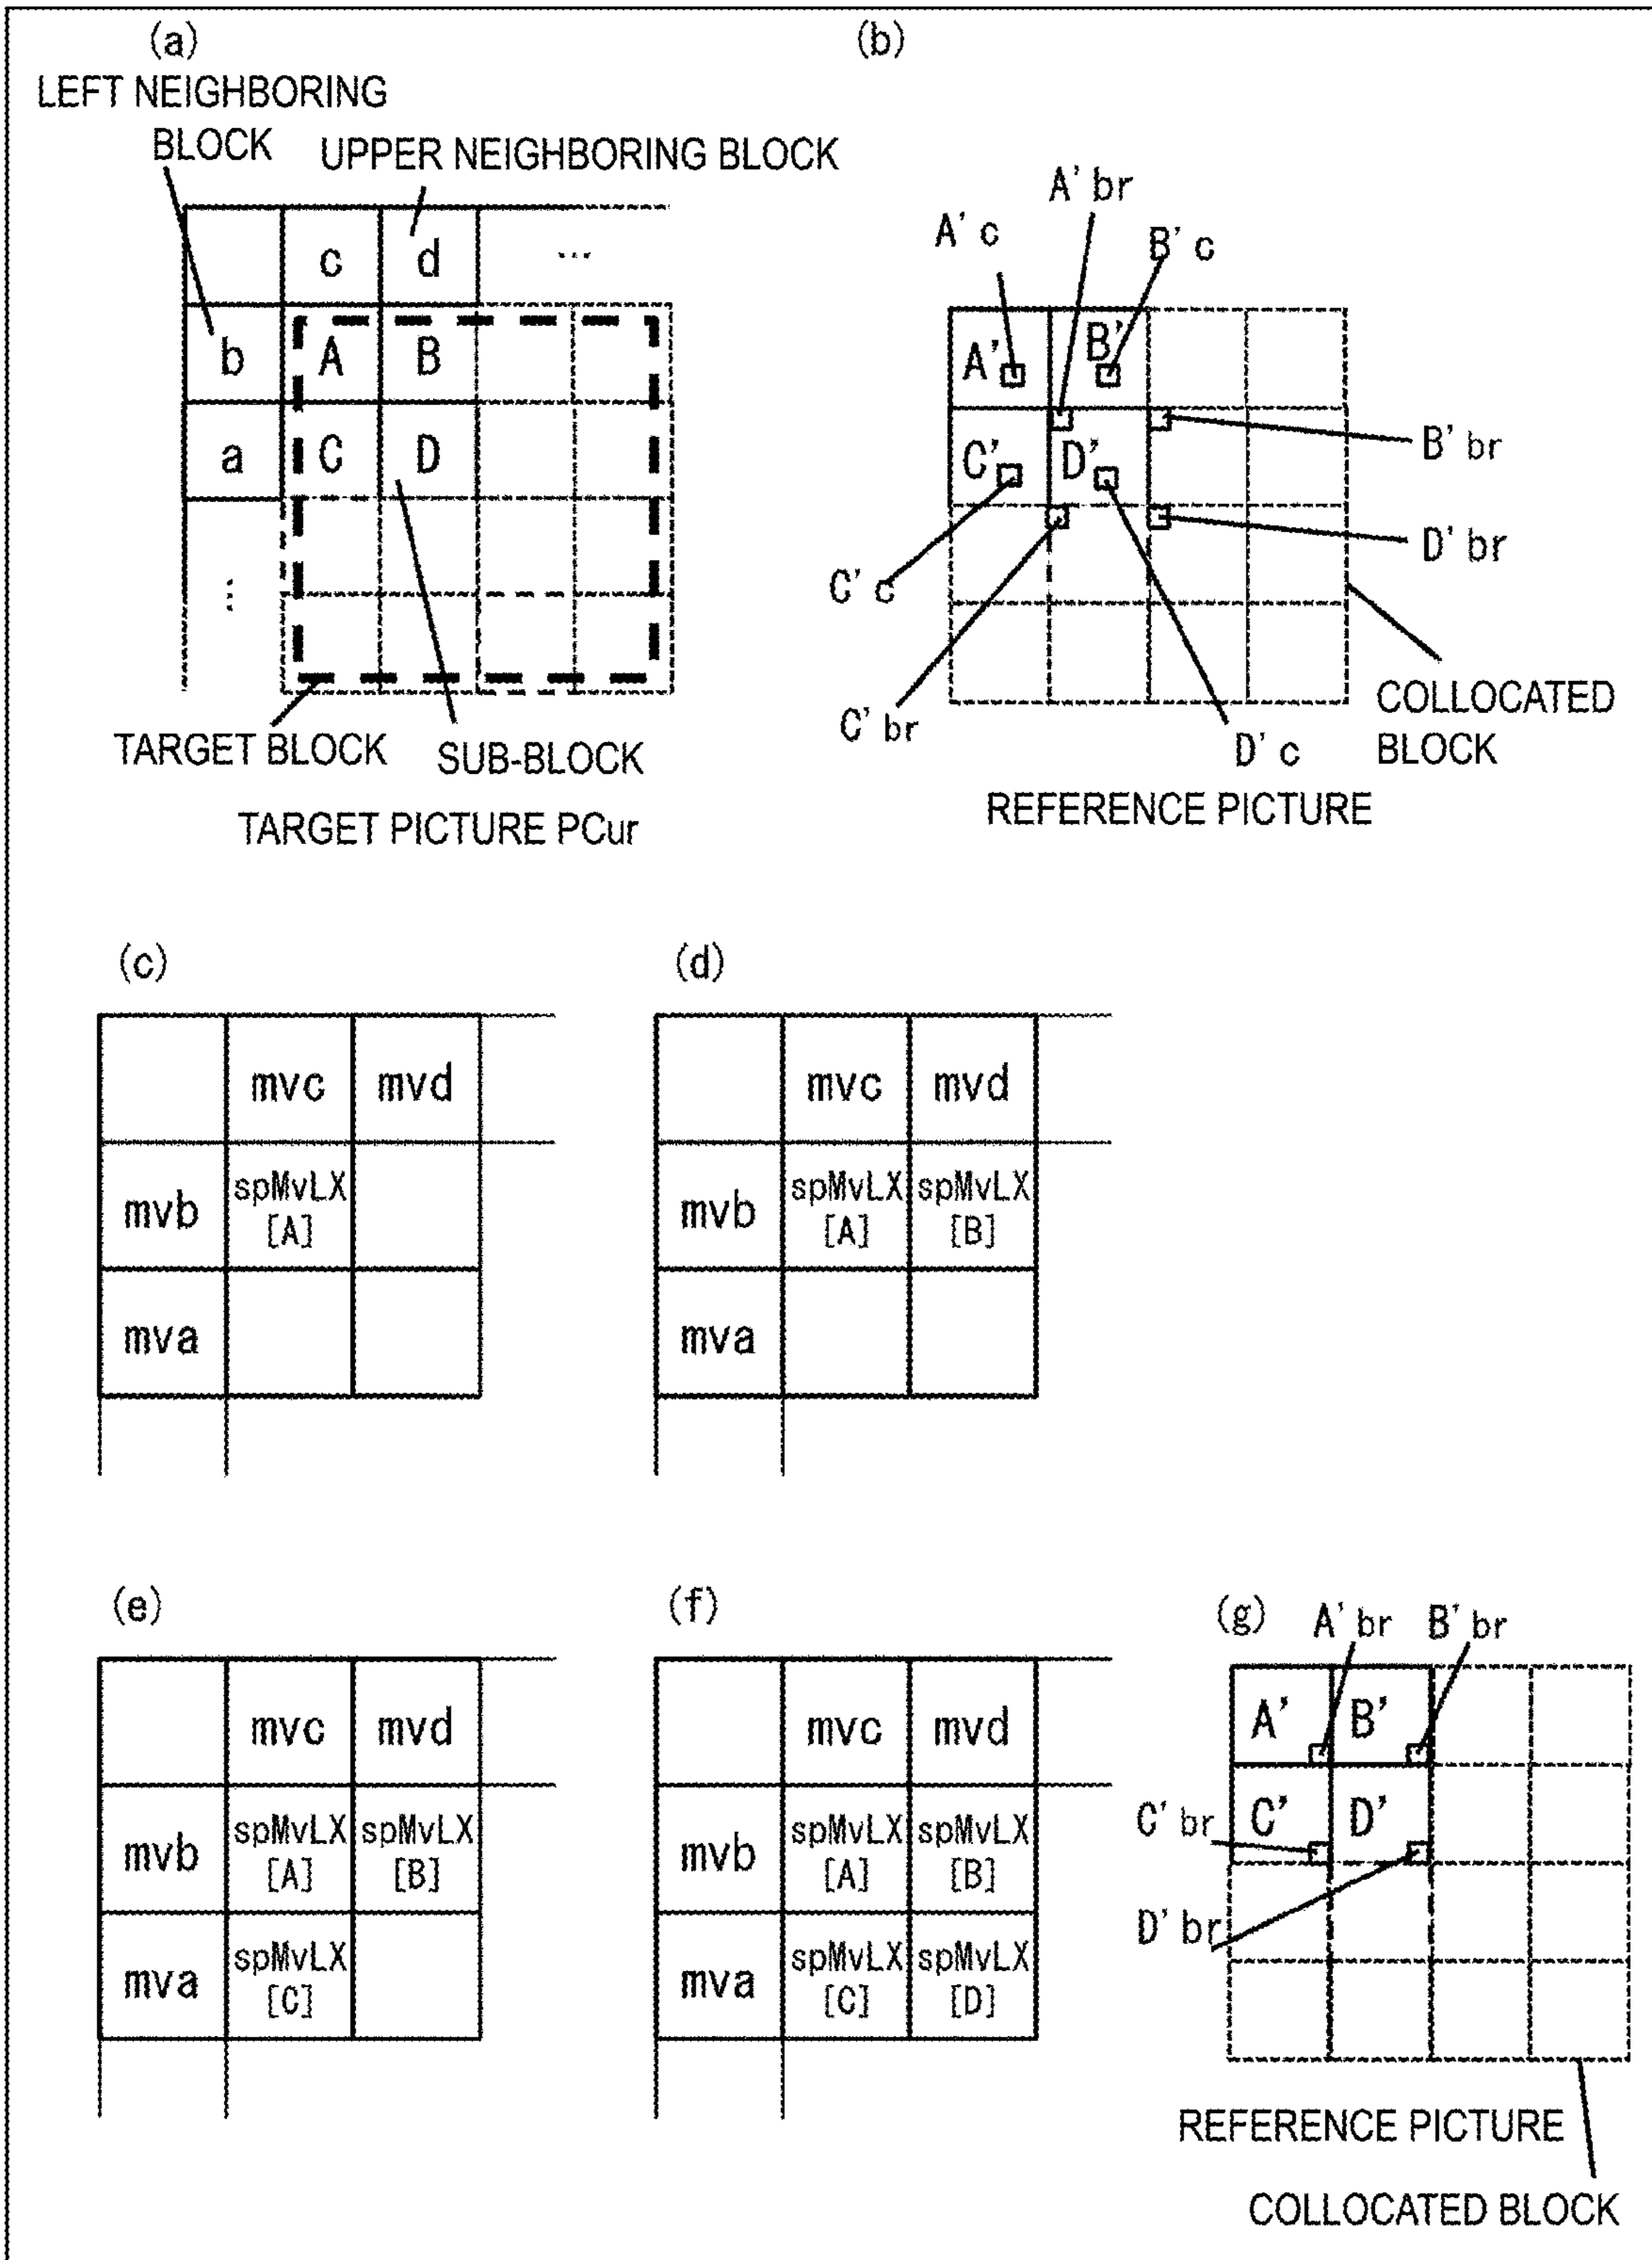 (a)
LEFT NEIGHBORING
BLOCK
UPPER NEIGHBORING BLOCK
c d ...
b A B
a C D
...
TARGET BLOCK
SUB-BLOCK
TARGET PICTURE PCur
(b)
A' br
A' c
B' c
A' B'
B' br
C' D'
D' br
C' c
C' br
D' c
COLLOCATED
BLOCK
REFERENCE PICTURE
(c)
mvc mvd
mvb spMvLX
[A]
mva
(d)
mvc mvd
mvb spMvLX spMvLX
[A] [B]
mva
(e)
mvc mvd
mvb spMvLX spMvLX
[A] [B]
mva spMvLX
[C]
(f)
mvc mvd
mvb spMvLX spMvLX
[A] [B]
mva spMvLX spMvLX
[C] [D]
(g)
A' br B' br
A' B'
C' br C' D'
D' br
REFERENCE PICTURE
COLLOCATED BLOCK